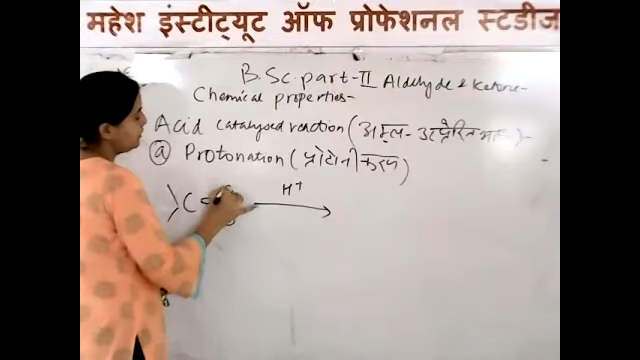 महेश इंस्टीट्यूट ऑफ प्रोफेशनल स्टडीज
B.Sc. part-II Aldehyde & Ketone-
Chemical properties-
Acid catalysed reaction (अम्ल-उत्प्रेरित
ⓐ Protonation (प्रोटोनीकरण)
H+
C